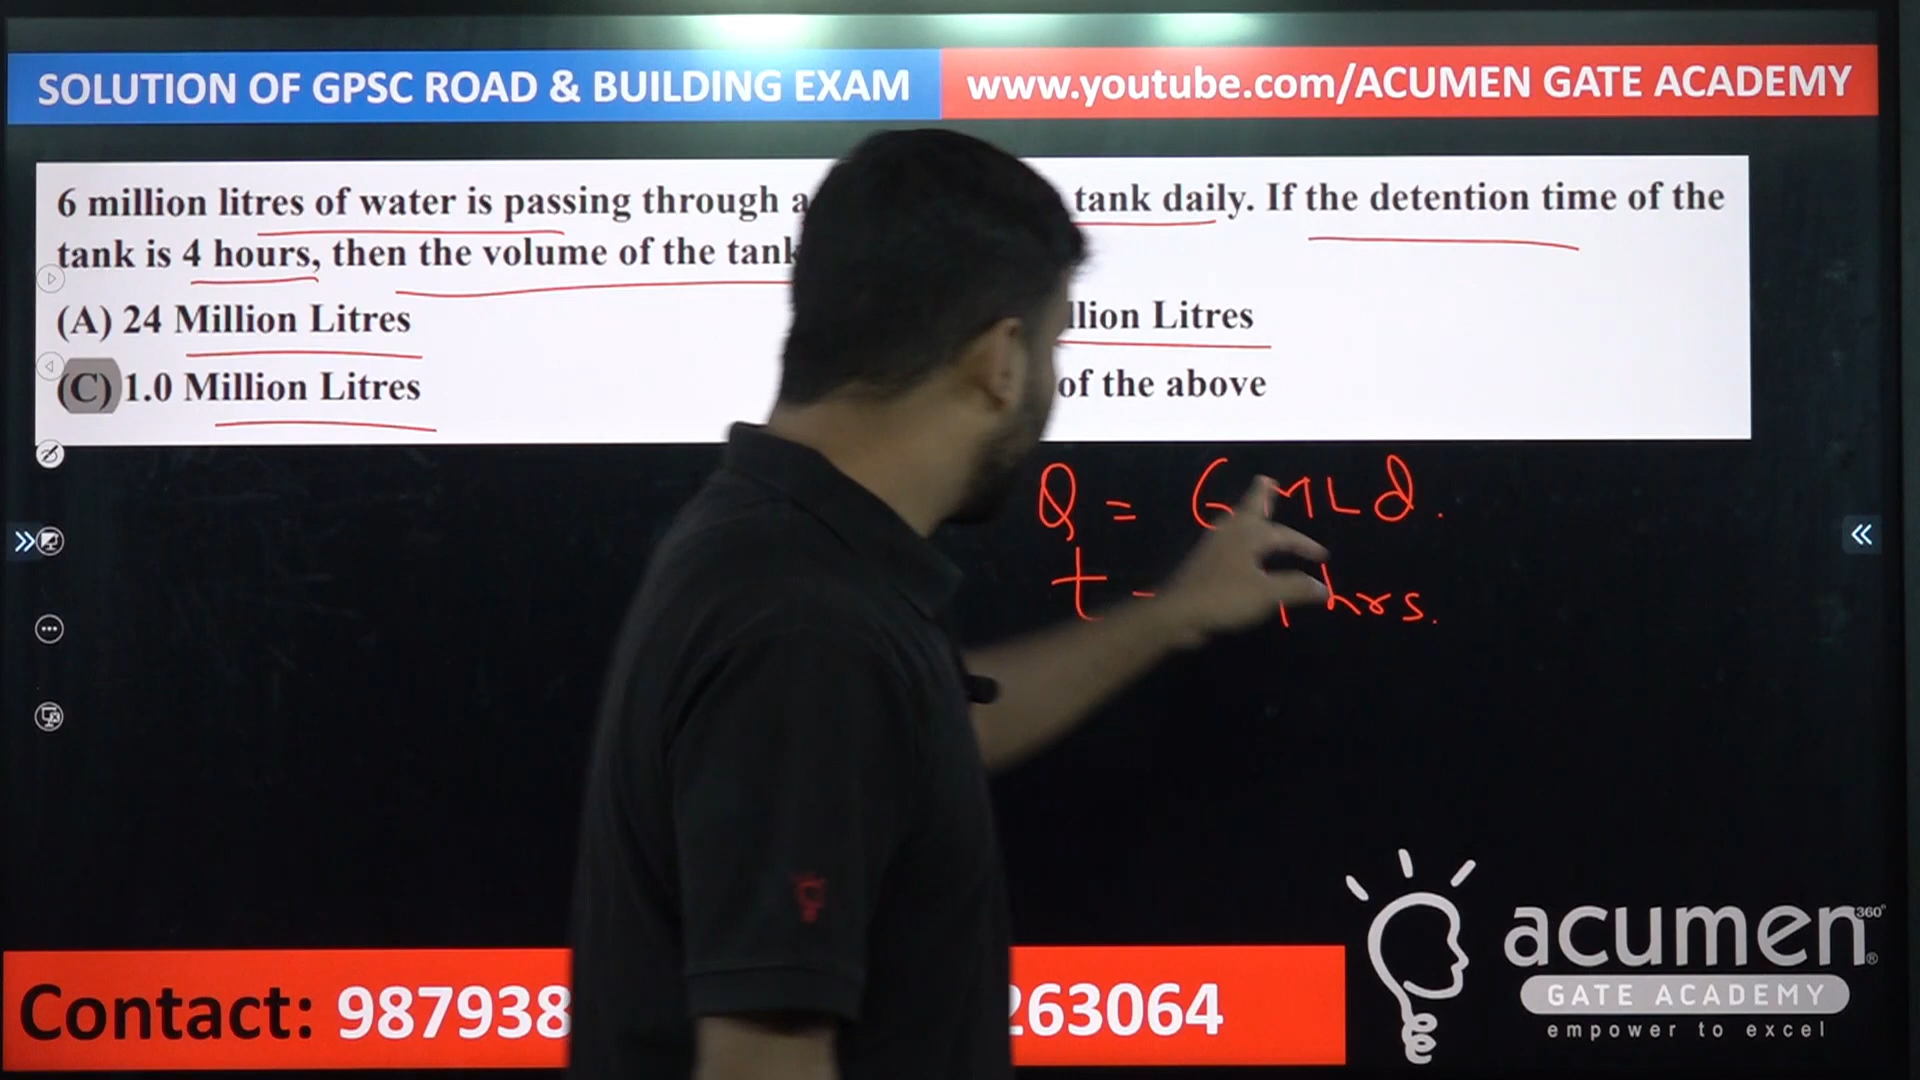 SOLUTION OF GPSC ROAD & BUILDING EXAM
www.youtube.com/ACUMEN GATE ACADEMY
6 million litres of water is passing through a tank daily. If the detention time of the
tank is 4 hours, then the volume of the tank
(A) 24 Million Litres
Litres
(C) 1.0 Million Litres
of the above
Q = 6MLd.
t = hrs.
Contact: 987938 263064
acumen 360°
®
GATE ACADEMY
empower to excel